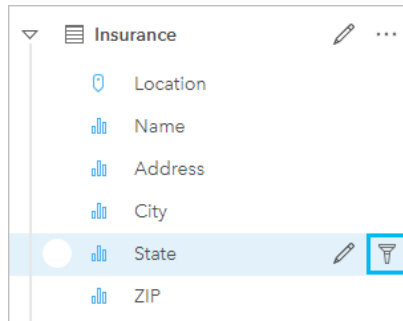 Insurance
Location
Name
Address
City
State
ZIP